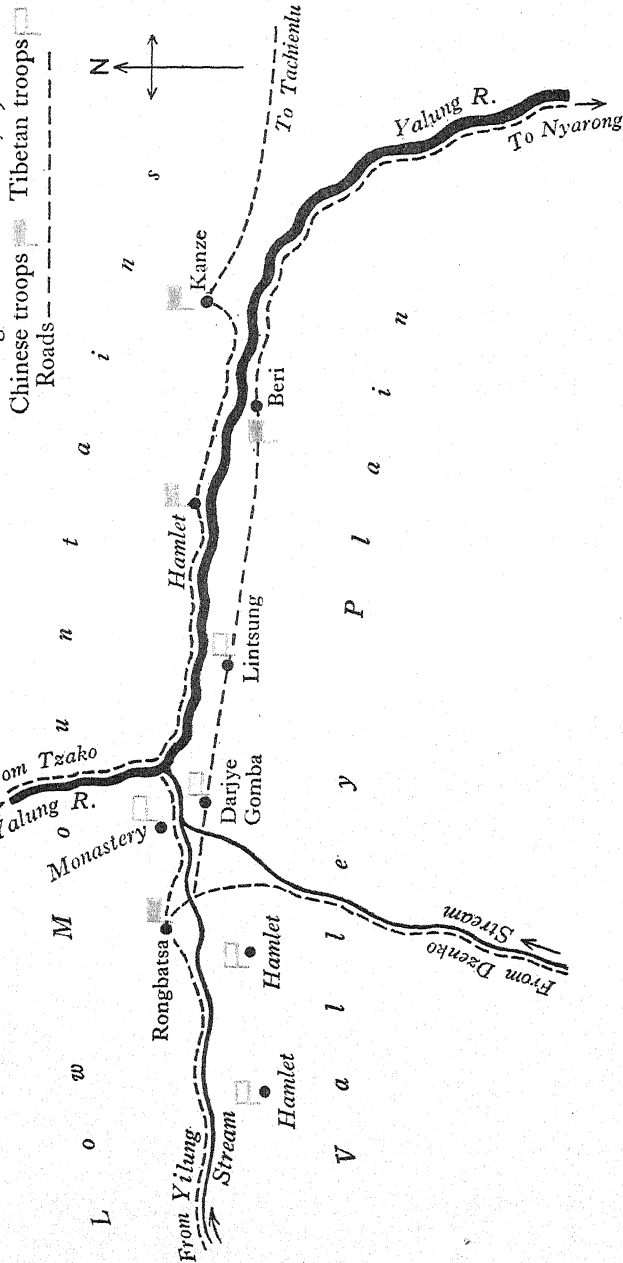 Chinese troops Tibetan troops
Roads
N
To Tachienlu
Low Mountains
Yalung R.
To Nyarong
Kanze
Beri
Hamlet
Lintsung
Tzako
Yalung R.
Monastery
Darjye
Gomba
Rongbatsa
Hamlet
Hamlet
From Yilung
Stream
From Dzenko
Stream
Valley Plain